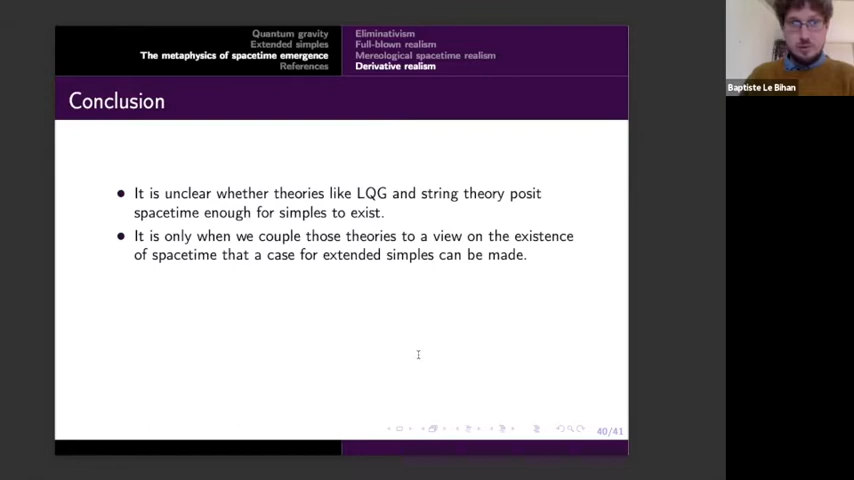 Quantum gravity
Extended simples
The metaphysics of spacetime emergence
References
Eliminativism
Full-blown realism
Mereological spacetime realism
Derivative realism
Conclusion
It is unclear whether theories like LQG and string theory posit
spacetime enough for simples to exist.
It is only when we couple those theories to a view on the existence
of spacetime that a case for extended simples can be made.
40/41
Baptiste Le Bihan